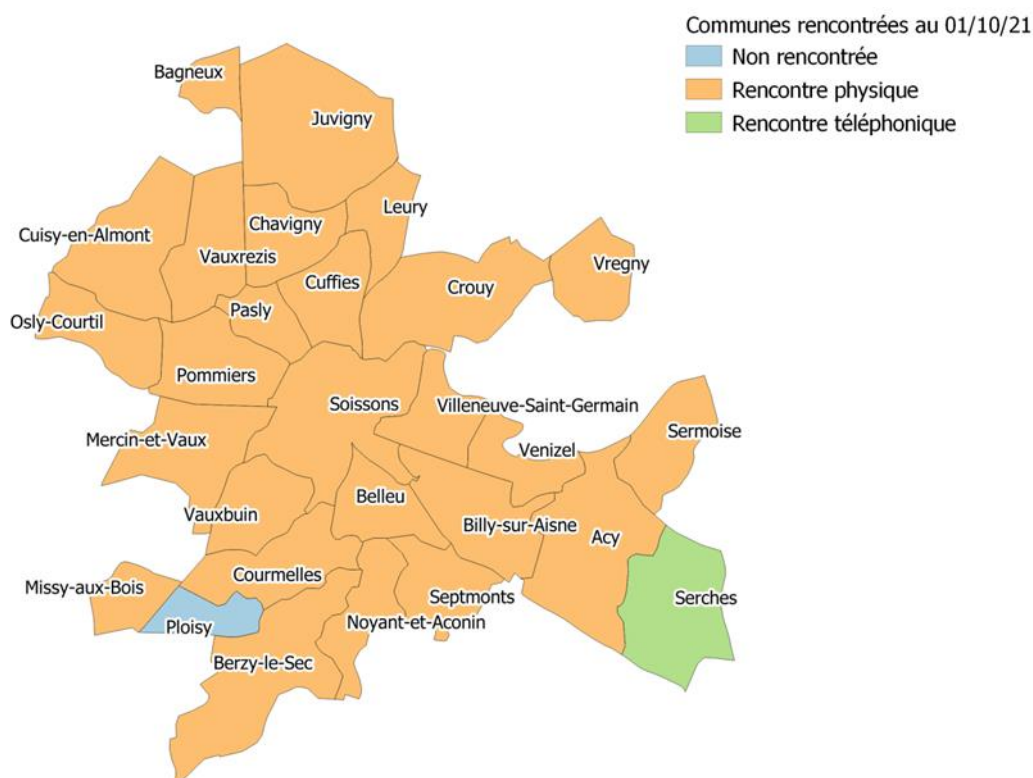 Communes rencontrées au 01/10/21
Non rencontrée
Rencontre physique
Rencontre téléphonique
Bagneux
Juvigny
Leury
Chavigny
Cuisy-en-Almont
Vauxrezis
Vregny
Cuffies
Crouy
Pasly
Osly-Courtil
Pommiers
Soissons
Villeneuve-Saint-Germain
Sermoise
Mercin-et-Vaux
Venizel
Belleu
Vauxbuin
Billy-sur-Aisne
Acy
Courmelles
Missy-aux-Bois
Septmonts
Serches
Noyant-et-Aconin
Ploisy
Berzy-le-Sec